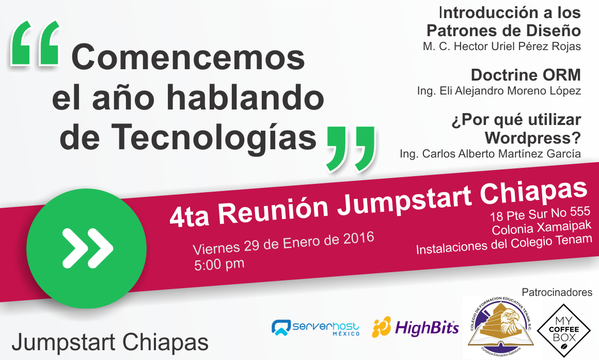 Comencemos
el año hablando
de Tecnologías
Introducción a los
Patrones de Diseño
M. C. Hector Uriel Pérez Rojas
Doctrine ORM
Ing. Eli Alejandro Moreno López
¿Por qué utilizar
Wordpress?
Ing. Carlos Alberto Martínez García
4ta Reunión Jumpstart Chiapas
Viernes 29 de Enero de 2016
5:00 pm
18 Pte Sur No 555
Colonia Xamaipak
Instalaciones del Colegio Tenam
Patrocinadores
serverhost
MÉXICO
HighBits
MY
COFFEE
BOX
Jumpstart Chiapas